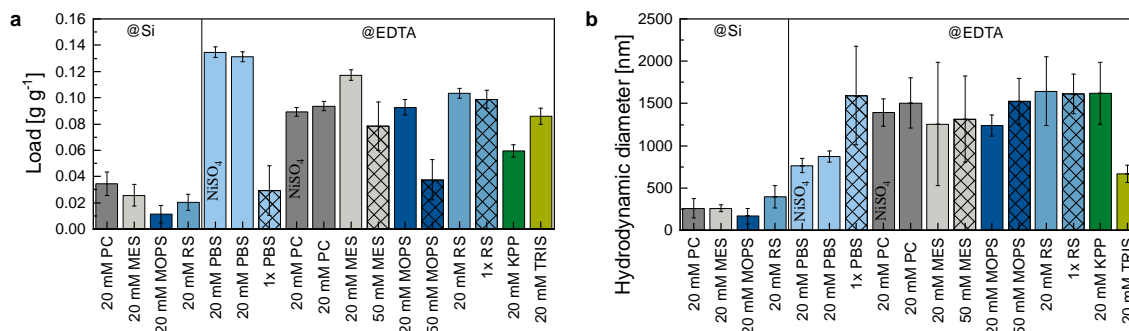 a
@Si
@EDTA
Load [g g⁻¹]
0.16
0.14
0.12
0.10
0.08
0.06
0.04
0.02
0.00
NiSO₄
NiSO₄
20 mM PC
20 mM MES
20 mM MOPS
20 mM RS
20 mM PBS
20 mM PBS
1x PBS
20 mM PC
20 mM PC
20 mM MES
50 mM MES
20 mM MOPS
50 mM MOPS
20 mM RS
1x RS
20 mM KPP
20 mM TRIS
b
@Si
@EDTA
Hydrodynamic diameter [nm]
2500
2000
1500
1000
500
0
NiSO₄
NiSO₄
20 mM PC
20 mM MES
20 mM MOPS
20 mM RS
20 mM PBS
20 mM PBS
1x PBS
20 mM PC
20 mM PC
20 mM MES
50 mM MES
20 mM MOPS
50 mM MOPS
20 mM RS
1x RS
20 mM KPP
20 mM TRIS